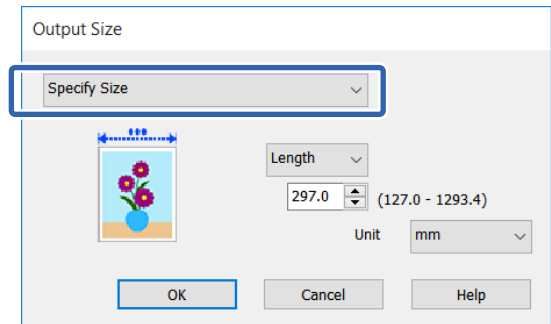 Output Size
Specify Size
Length
297.0 (127.0 - 1293.4)
Unit mm
OK Cancel Help